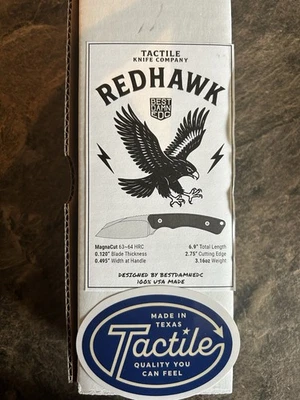 TACTILE
KNIFE COMPANY
REDHAWK
BEST
DAMN
EDC
MagnaCut 63-64 HRC
0.120" Blade Thickness
0.495" Width at Handle
6.9" Total Length
2.75" Cutting Edge
3.16oz Weight
DESIGNED BY BESTDAMNEDC
100% USA MADE
MADE IN
TEXAS
Tactile
QUALITY YOU
CAN FEEL